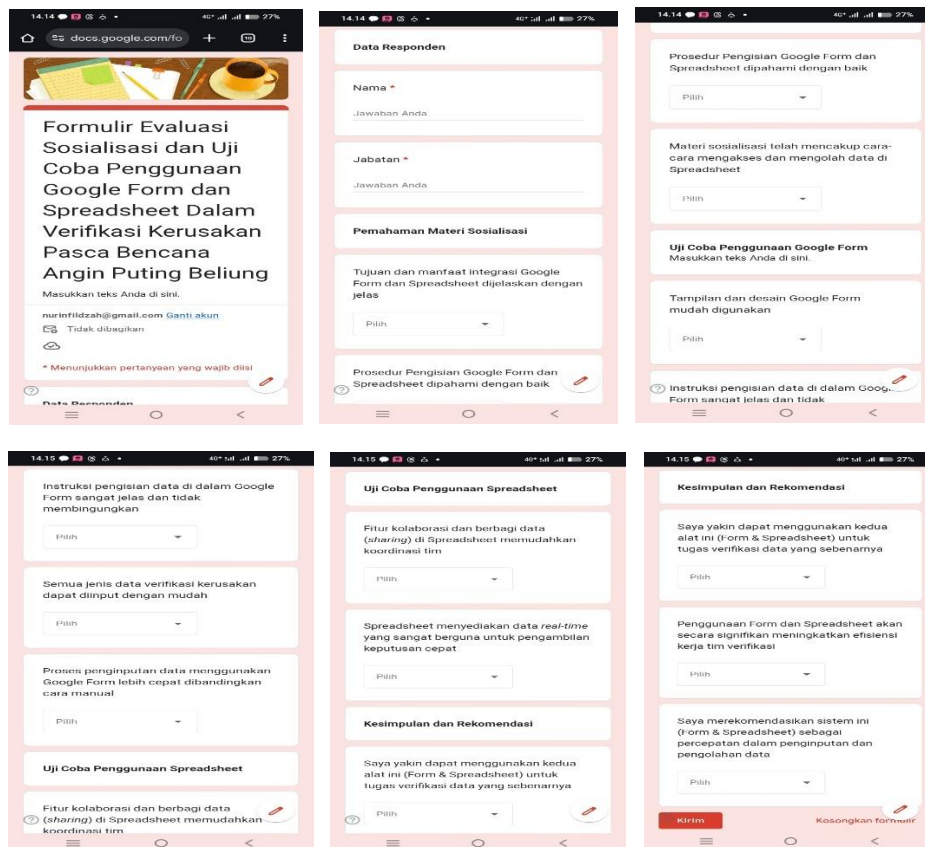 14.14
4G+
27%
docs.google.com/fo
Formulir Evaluasi
Sosialisasi dan Uji
Coba Penggunaan
Google Form dan
Spreadsheet Dalam
Verifikasi Kerusakan
Pasca Bencana
Angin Puting Beliung
Masukkan teks Anda di sini.
nurinfildzah@gmail.com Ganti akun
Tidak dibagikan
* Menunjukkan pertanyaan yang wajib diisi
Data Responden
14.14
4G+
27%
Data Responden
Nama *
Jawaban Anda
Jabatan *
Jawaban Anda
Pemahaman Materi Sosialisasi
Tujuan dan manfaat integrasi Google
Form dan Spreadsheet dijelaskan dengan
jelas
Pilih
Prosedur Pengisian Google Form dan
Spreadsheet dipahami dengan baik
14.14
4G+
27%
Prosedur Pengisian Google Form dan
Spreadsheet dipahami dengan baik
Pilih
Materi sosialisasi telah mencakup cara-
cara mengakses dan mengolah data di
Spreadsheet
Pilih
Uji Coba Penggunaan Google Form
Masukkan teks Anda di sini.
Tampilan dan desain Google Form
mudah digunakan
Pilih
Instruksi pengisian data di dalam Goog
Form sangat jelas dan tidak
14.15
4G+
27%
Instruksi pengisian data di dalam Google
Form sangat jelas dan tidak
membingungkan
Pilih
Semua jenis data verifikasi kerusakan
dapat diinput dengan mudah
Pilih
Proses penginputan data menggunakan
Google Form lebih cepat dibandingkan
cara manual
Pilih
Uji Coba Penggunaan Spreadsheet
Fitur kolaborasi dan berbagi data
(sharing) di Spreadsheet memudahkan
koordinasi tim
14.15
4G+
27%
Uji Coba Penggunaan Spreadsheet
Fitur kolaborasi dan berbagi data
(sharing) di Spreadsheet memudahkan
koordinasi tim
Pilih
Spreadsheet menyediakan data real-time
yang sangat berguna untuk pengambilan
keputusan cepat
Pilih
Kesimpulan dan Rekomendasi
Saya yakin dapat menggunakan kedua
alat ini (Form & Spreadsheet) untuk
tugas verifikasi data yang sebenarnya
Pilih
14.15
4G+
27%
Kesimpulan dan Rekomendasi
Saya yakin dapat menggunakan kedua
alat ini (Form & Spreadsheet) untuk
tugas verifikasi data yang sebenarnya
Pilih
Penggunaan Form dan Spreadsheet akan
secara signifikan meningkatkan efisiensi
kerja tim verifikasi
Pilih
Saya merekomendasikan sistem ini
(Form & Spreadsheet) sebagai
percepatan dalam penginputan dan
pengolahan data
Pilih
Kirim
Kosongkan formulir